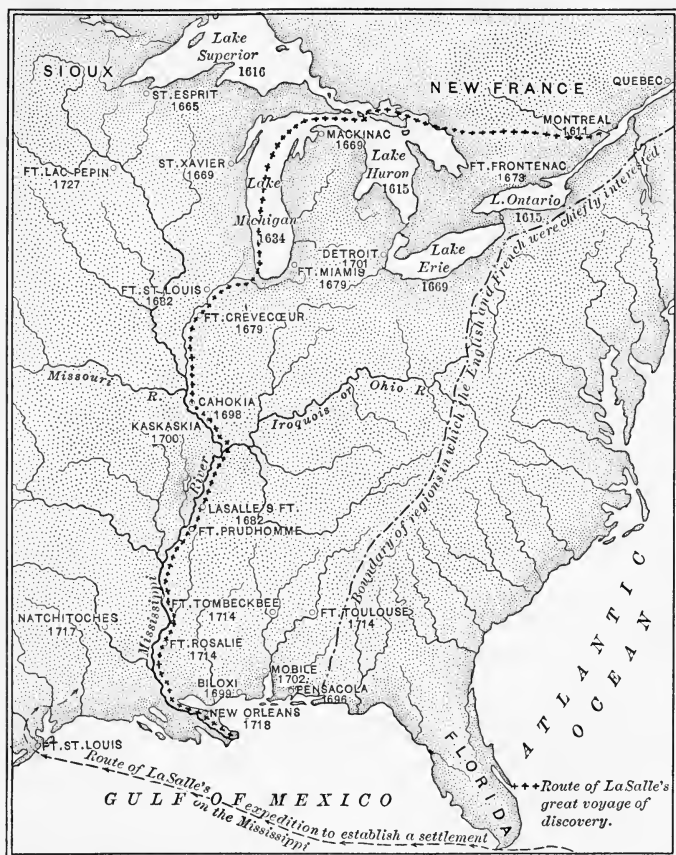 Lake
Superior
1616
SIOUX
ST. ESPRIT
1665
NEW FRANCE
QUEBEC
MONTREAL
1611
MACKINAC
1669
ST. XAVIER
1669
FT. LAC-PEPIN
1727
Lake
Huron
1615
FT. FRONTENAC
1673
L. Ontario
1615
Lake
Michigan
1634
DETROIT
1701
Lake
Erie
1669
FT. MIAMIS
1679
FT. ST. LOUIS
1682
FT. CRÈVECŒUR
1679
Missouri
R.
CAHOKIA
1698
Iroquois or Ohio R.
KASKASKIA
1700
Boundary of regions in which the English and French were chiefly interested
River
LASALLE'S FT.
1682
FT. PRUDHOMME
Mississippi
FT. TOMBECKBEE
1714
FT. TOULOUSE
1714
NATCHITOCHES
1717
FT. ROSALIE
1714
MOBILE
1702
BILOXI
1699
PENSACOLA
1696
NEW ORLEANS
1718
FT. ST. LOUIS
FLORIDA
ATLANTIC
OCEAN
GULF OF MEXICO
Route of LaSalle's expedition to establish a settlement
on the Mississippi
+++Route of LaSalle's
great voyage of
discovery.